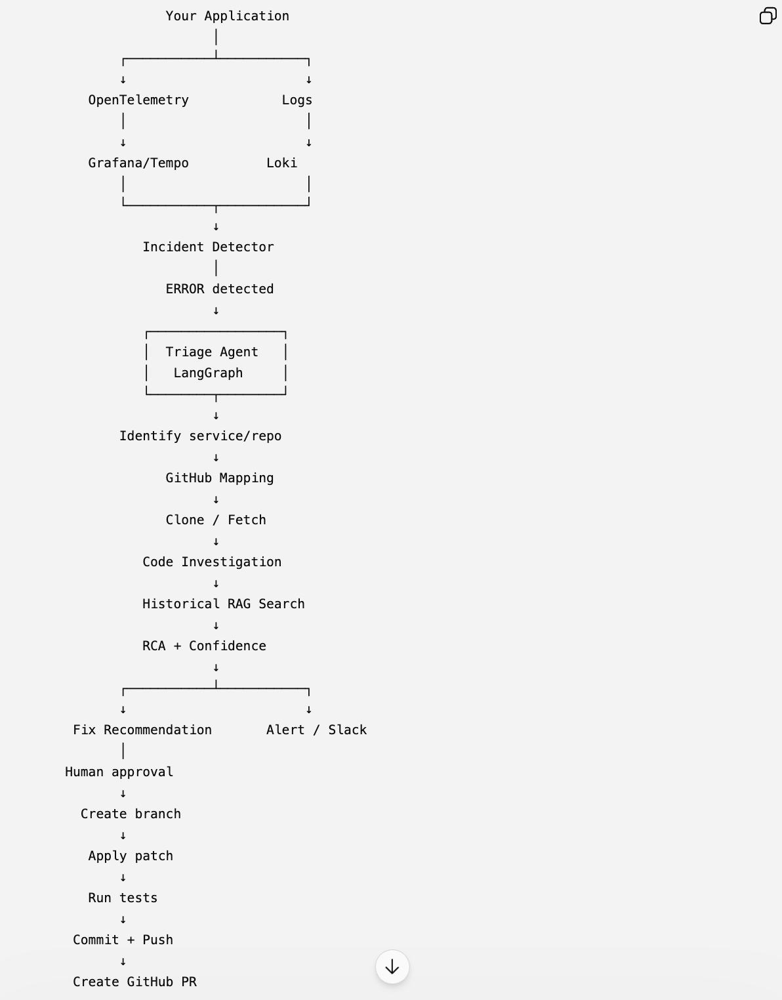 Your Application
OpenTelemetry Logs
Grafana/Tempo Loki
Incident Detector
ERROR detected
Triage Agent
LangGraph
Identify service/repo
GitHub Mapping
Clone / Fetch
Code Investigation
Historical RAG Search
RCA + Confidence
Fix Recommendation Alert / Slack
Human approval
Create branch
Apply patch
Run tests
Commit + Push
Create GitHub PR